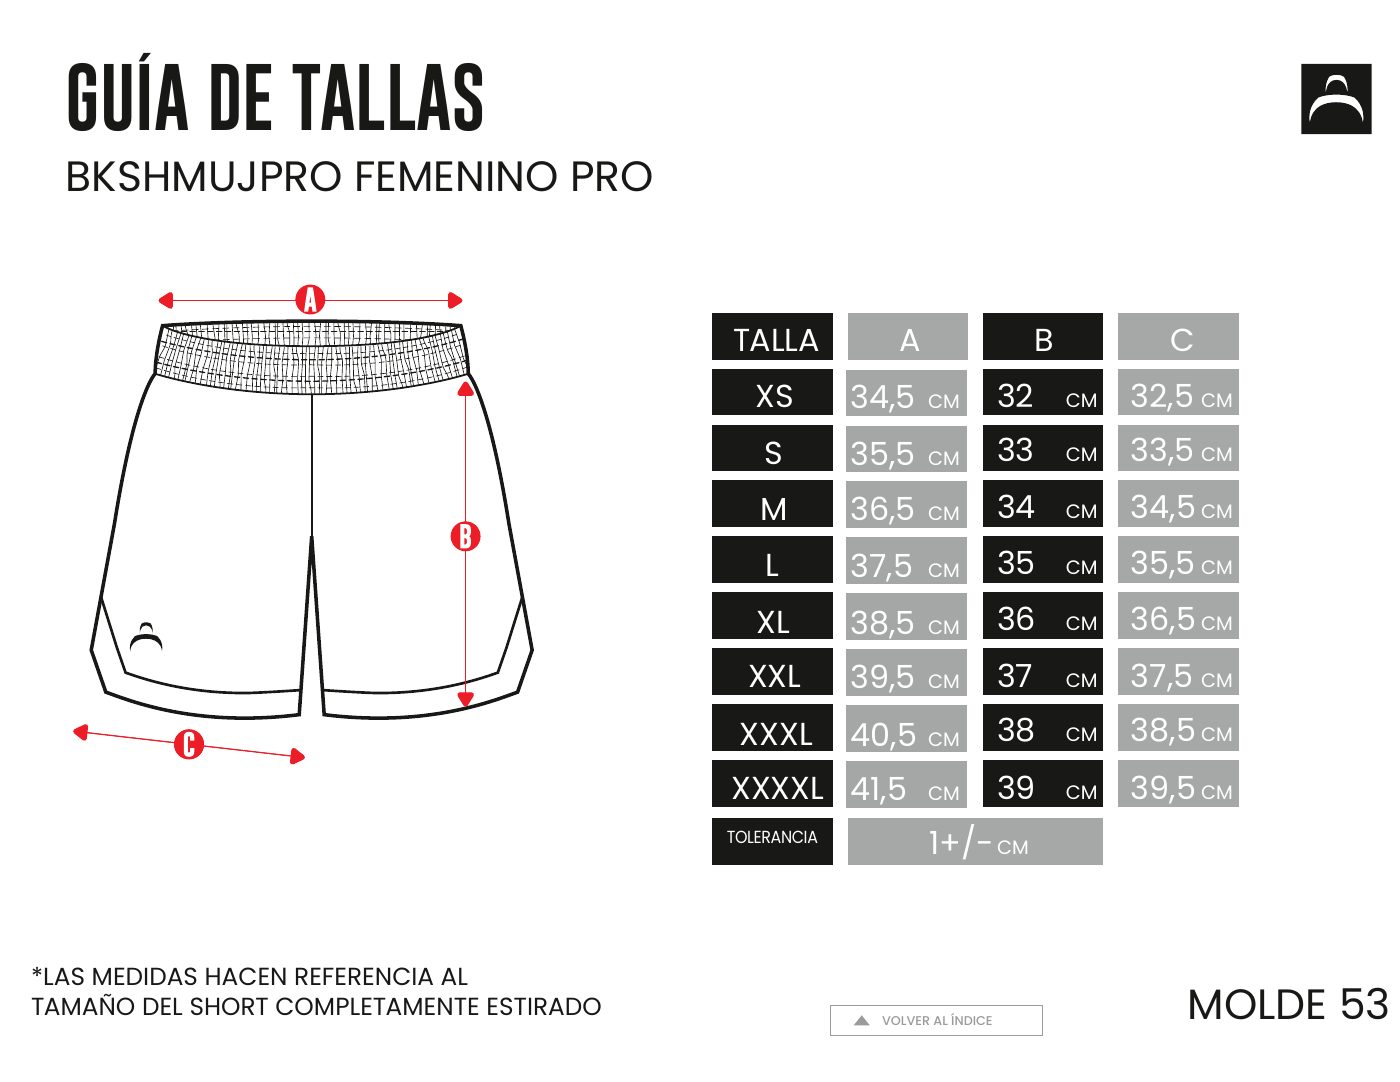 GUÍA DE TALLAS
BKSHMUJPRO FEMENINO PRO
A
B
C
TALLA A B C
XS 34,5 CM 32 CM 32,5 CM
S 35,5 CM 33 CM 33,5 CM
M 36,5 CM 34 CM 34,5 CM
L 37,5 CM 35 CM 35,5 CM
XL 38,5 CM 36 CM 36,5 CM
XXL 39,5 CM 37 CM 37,5 CM
XXXL 40,5 CM 38 CM 38,5 CM
XXXXL 41,5 CM 39 CM 39,5 CM
TOLERANCIA 1+/- CM
*LAS MEDIDAS HACEN REFERENCIA AL
TAMAÑO DEL SHORT COMPLETAMENTE ESTIRADO
VOLVER AL ÍNDICE
MOLDE 53